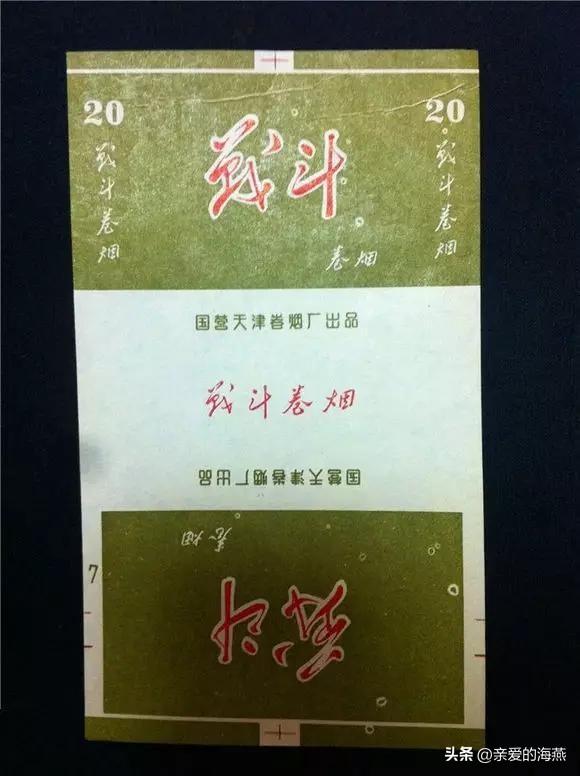 20
20
战斗
战斗卷烟
战斗卷烟
卷烟
国营天津卷烟厂出品
战斗卷烟
国营天津卷烟厂出品
卷烟
7
战斗
头条 @亲爱的海燕